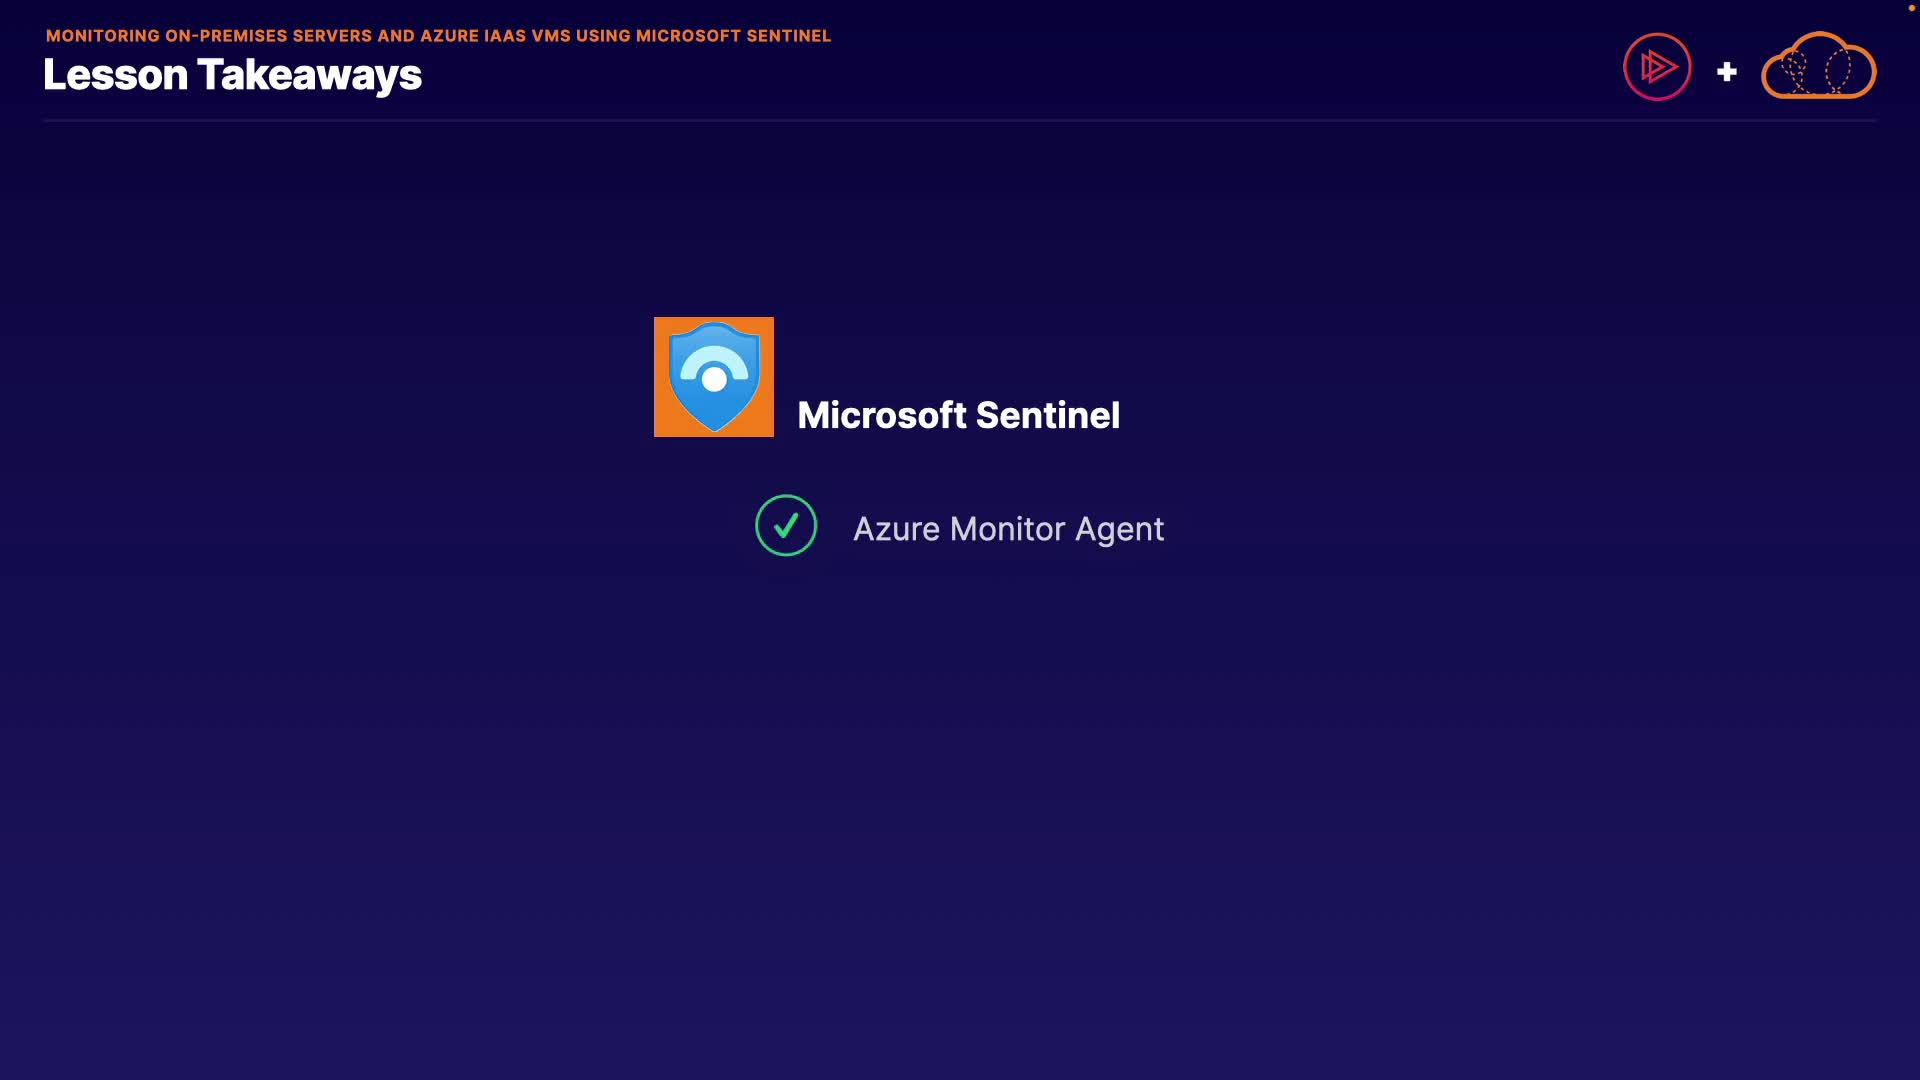 MONITORING ON-PREMISES SERVERS AND AZURE IAAS VMS USING MICROSOFT SENTINEL
Lesson Takeaways
Microsoft Sentinel
Azure Monitor Agent